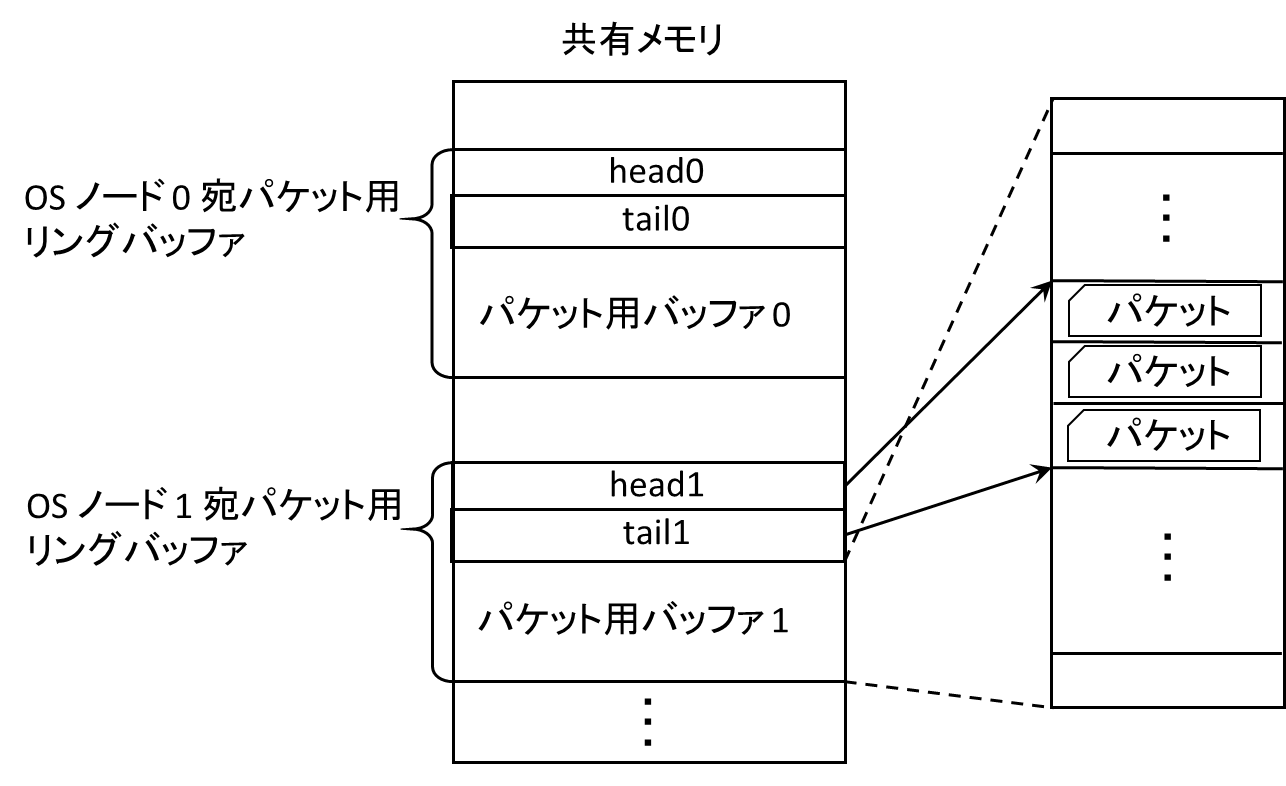 共有メモリ
head0
tail0
OS ノード 0 宛パケット用
リングバッファ
パケット用バッファ 0
パケット
パケット
パケット
head1
tail1
OS ノード 1 宛パケット用
リングバッファ
パケット用バッファ 1